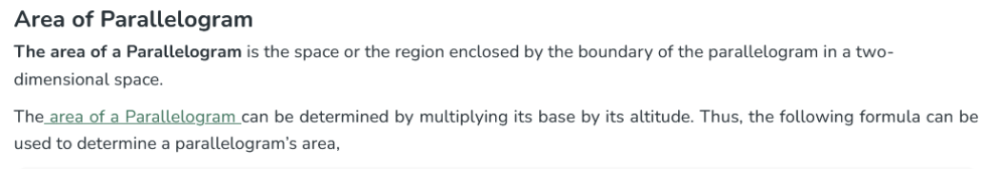 Area of Parallelogram
The area of a Parallelogram is the space or the region enclosed by the boundary of the parallelogram in a two-
dimensional space.
The area of a Parallelogram can be determined by multiplying its base by its altitude. Thus, the following formula can be
used to determine a parallelogram’s area,